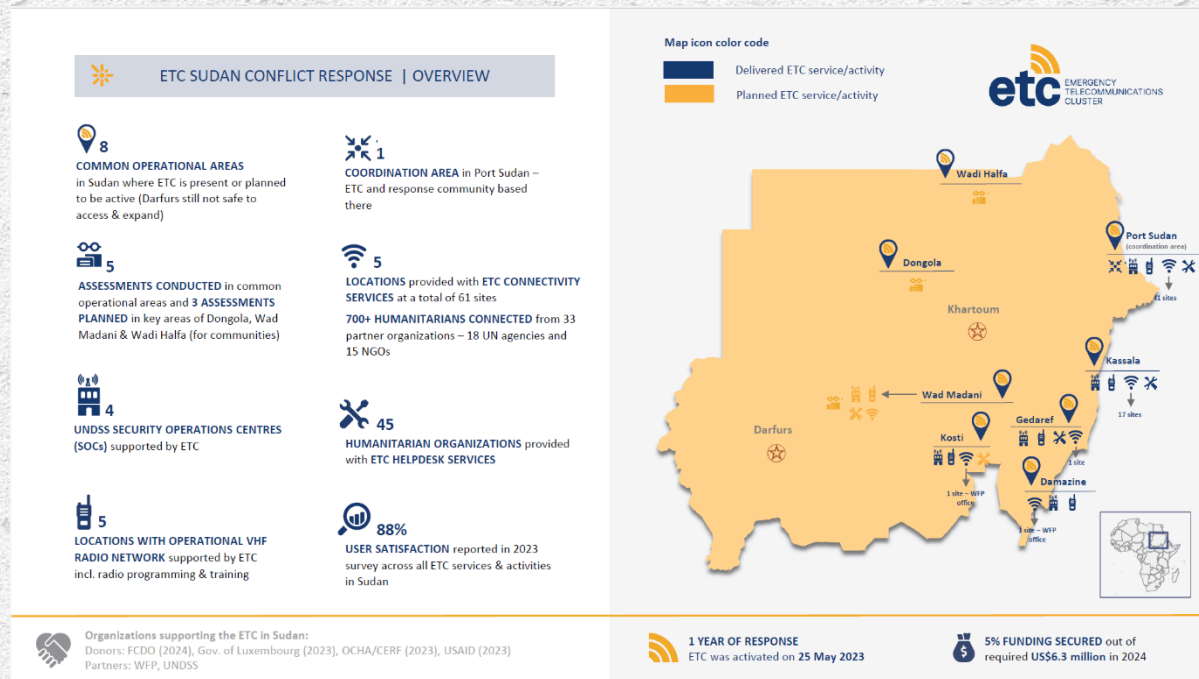 ETC SUDAN CONFLICT RESPONSE | OVERVIEW
8
COMMON OPERATIONAL AREAS
in Sudan where ETC is present or planned
to be active (Darfurs still not safe to
access & expand)
1
COORDINATION AREA in Port Sudan –
ETC and response community based
there
5
ASSESSMENTS CONDUCTED in common
operational areas and 3 ASSESSMENTS
PLANNED in key areas of Dongola, Wad
Madani & Wadi Halfa (for communities)
5
LOCATIONS provided with ETC CONNECTIVITY
SERVICES at a total of 61 sites
700+ HUMANITARIANS CONNECTED from 33
partner organizations – 18 UN agencies and
15 NGOs
4
UNDSS SECURITY OPERATIONS CENTRES
(SOCs) supported by ETC
45
HUMANITARIAN ORGANIZATIONS provided
with ETC HELPDESK SERVICES
5
LOCATIONS WITH OPERATIONAL VHF
RADIO NETWORK supported by ETC
incl. radio programming & training
88%
USER SATISFACTION reported in 2023
survey across all ETC services & activities
in Sudan
Organizations supporting the ETC in Sudan:
Donors: FCDO (2024), Gov. of Luxembourg (2023), OCHA/CERF (2023), USAID (2023)
Partners: WFP, UNDSS
Map icon color code
Delivered ETC service/activity
Planned ETC service/activity
etc EMERGENCY
TELECOMMUNICATIONS
CLUSTER
Wadi Halfa
Port Sudan
(coordination area)
41 sites
Dongola
Khartoum
Kassala
17 sites
Wad Madani
Gedaref
1 site
Darfurs
Kosti
1 site – WFP
office
Damazine
1 site – WFP
office
1 YEAR OF RESPONSE
ETC was activated on 25 May 2023
5% FUNDING SECURED out of
required US$6.3 million in 2024